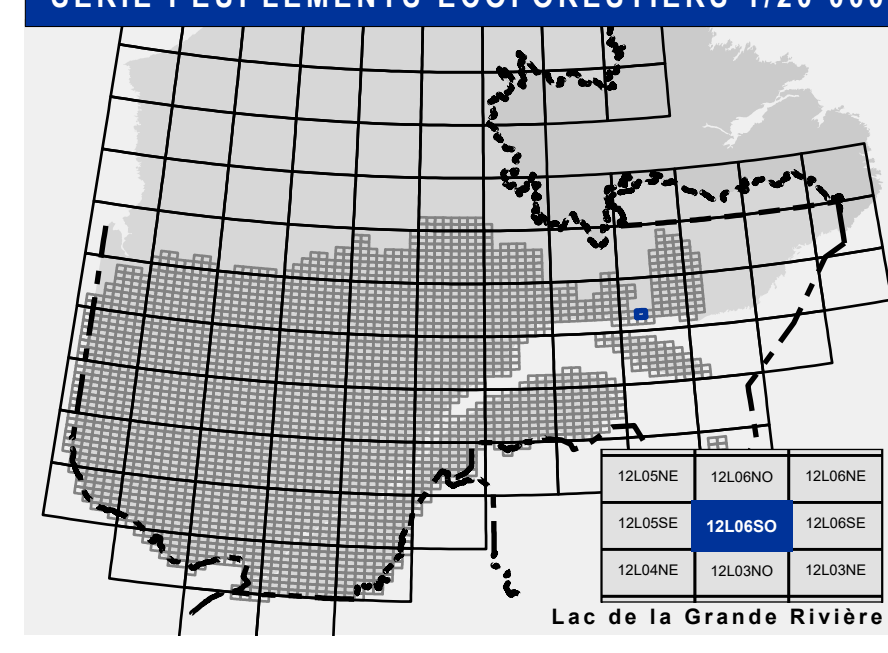 SÉRIE PEUPLEMENTS ÉCOFORESTIERS 1/20 000
12L05NE 12L06NO 12L06NE
12L05SE 12L06SO 12L06SE
12L04NE 12L03NO 12L03NE
Lac de la Grande Rivière